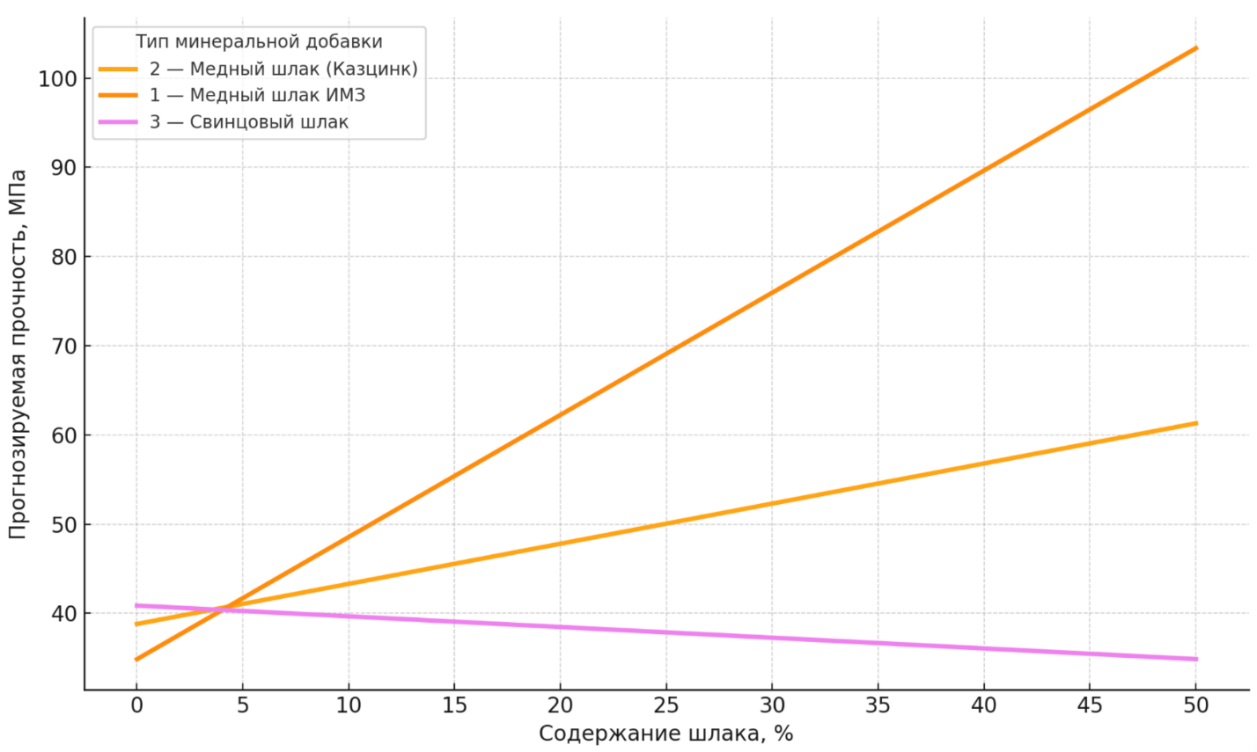 Тип минеральной добавки
2 — Медный шлак (Казцинк)
1 — Медный шлак ИМЗ
3 — Свинцовый шлак
Прогнозируемая прочность, МПа
100
90
80
70
60
50
40
0 5 10 15 20 25 30 35 40 45 50
Содержание шлака, %